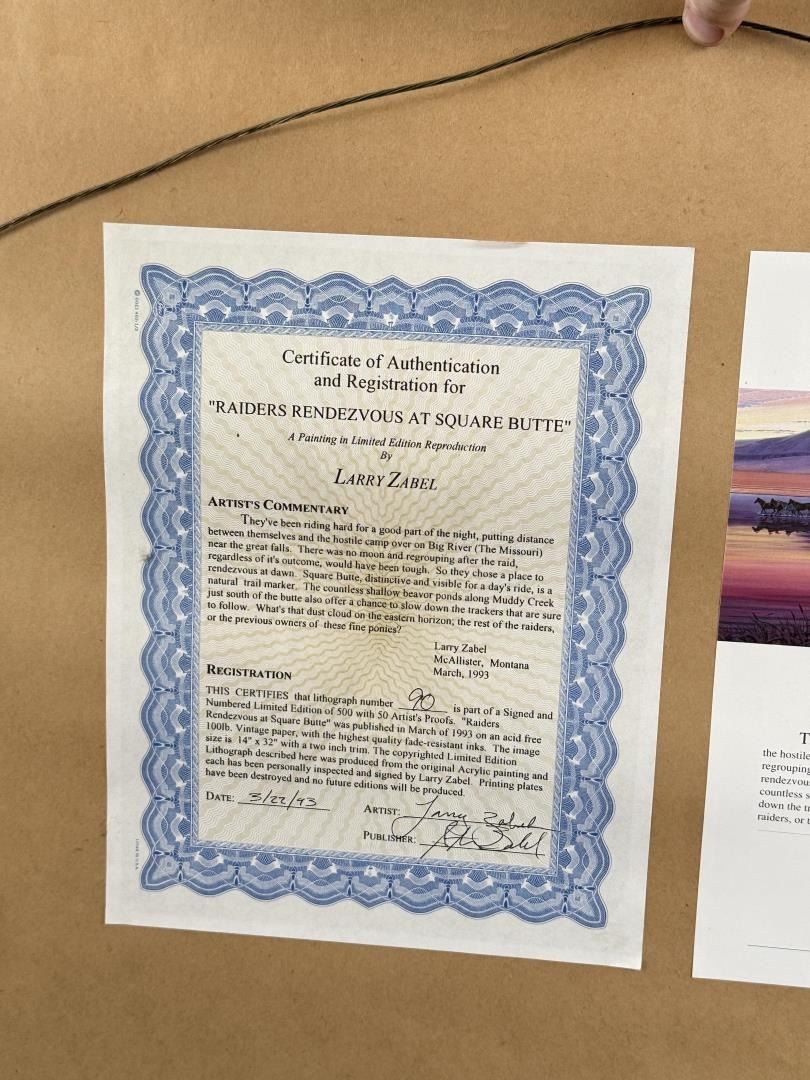 Certificate of Authentication
and Registration for
"RAIDERS RENDEZVOUS AT SQUARE BUTTE"
A Painting in Limited Edition Reproduction
By
LARRY ZABEL
ARTIST'S COMMENTARY
They've been riding hard for a good part of the night, putting distance
between themselves and the hostile camp over on Big River (The Missouri)
near the great falls. There was no moon and regrouping after the raid,
regardless of it's outcome, would have been tough. So they chose a place to
rendezvous at dawn. Square Butte, distinctive and visible for a day's ride, is a
natural trail marker. The countless shallow beavor ponds along Muddy Creek
just south of the butte also offer a chance to slow down the trackers that are sure
to follow. What's that dust cloud on the eastern horizon; the rest of the raiders,
or the previous owners of these fine ponies?
Larry Zabel
McAllister, Montana
March, 1993
REGISTRATION
THIS CERTIFIES that lithograph number 90 is part of a Signed and
Numbered Limited Edition of 500 with 50 Artist's Proofs. "Raiders
Rendezvous at Square Butte" was published in March of 1993 on an acid free
100lb. Vintage paper, with the highest quality fade-resistant inks. The image
size is 14" x 32" with a two inch trim. The copyrighted Limited Edition
Lithograph described here was produced from the original Acrylic painting and
each has been personally inspected and signed by Larry Zabel. Printing plates
have been destroyed and no future editions will be produced.
DATE: 3/22/93
ARTIST: Larry Zabel
PUBLISHER:
T
the hostile
regrouping
rendezvous
countless s
down the tr
raiders, or t